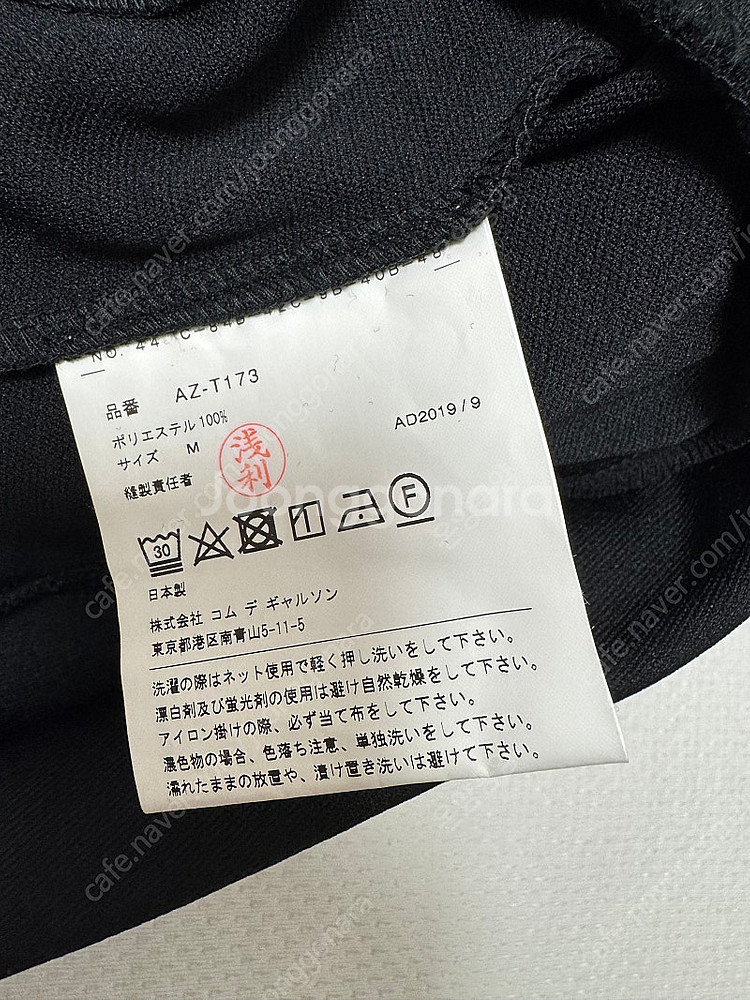 品番 AZ-T173
ポリエステル 100%
AD2019 / 9
サイズ M
浅利
縫製責任者
30
1
F
日本製
株式会社 コム デ ギャルソン
東京都港区南青山5-11-5
洗濯の際はネット使用で軽く押し洗いをして下さい。
漂白剤及び蛍光剤の使用は避け自然乾燥をして下さい。
アイロン掛けの際、必ず当て布をして下さい。
濃色物の場合、色落ち注意、単独洗いをして下さい。
濡れたままの放置や、漬け置き洗いは避けて下さい。
Joonggonara
cafe.naver.com/joonggonara